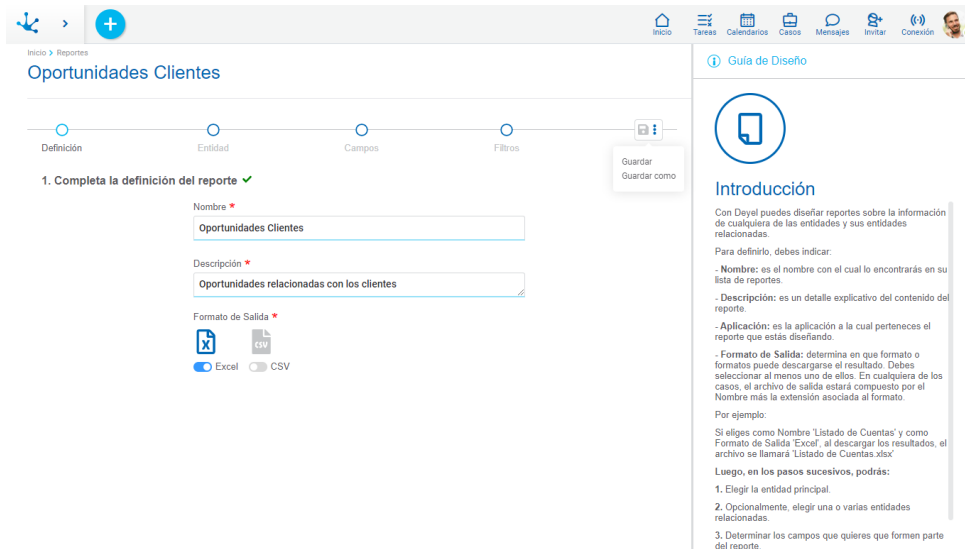 Inicio
Tareas
Calendarios
Casos
Mensajes
Invitar
Conexión
Inicio > Reportes
Oportunidades Clientes
Definición
Entidad
Campos
Filtros
Guardar
Guardar como
1. Completa la definición del reporte
Nombre *
Oportunidades Clientes
Descripción *
Oportunidades relacionadas con los clientes
Formato de Salida *
X
CSV
Excel
CSV
Guía de Diseño
Introducción
Con Deyel puedes diseñar reportes sobre la información
de cualquiera de las entidades y sus entidades
relacionadas.
Para definirlo, debes indicar:
- Nombre: es el nombre con el cual lo encontrarás en su
lista de reportes.
- Descripción: es un detalle explicativo del contenido del
reporte.
- Aplicación: es la aplicación a la cual perteneces el
reporte que estás diseñando.
- Formato de Salida: determina en que formato o
formatos puede descargarse el resultado. Debes
seleccionar al menos uno de ellos. En cualquiera de los
casos, el archivo de salida estará compuesto por el
Nombre más la extensión asociada al formato.
Por ejemplo:
Si eliges como Nombre 'Listado de Cuentas' y como
Formato de Salida 'Excel', al descargar los resultados, el
archivo se llamará 'Listado de Cuentas.xlsx'
Luego, en los pasos sucesivos, podrás:
1. Elegir la entidad principal.
2. Opcionalmente, elegir una o varias entidades
relacionadas.
3. Determinar los campos que quieres que formen parte
del reporte.